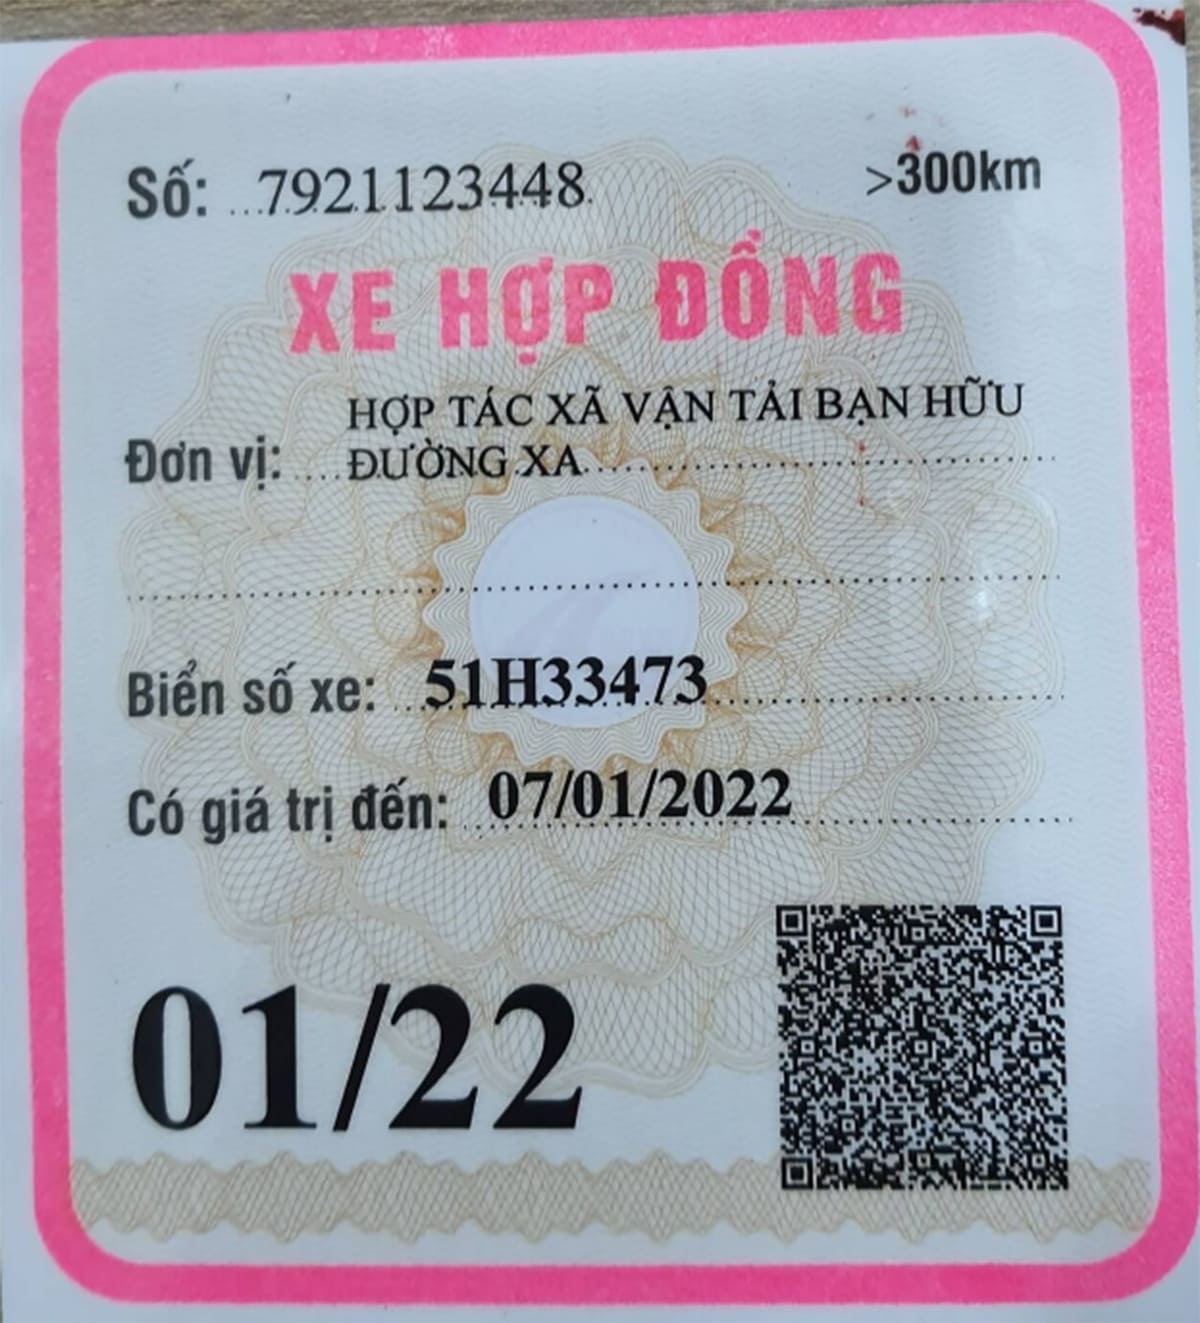 Số: ...7921123448.
>300km
XE HỢP ĐỒNG
HỢP TÁC XÃ VẬN TẢI BẠN HỮU
Đơn vị: ....ĐƯỜNG XA
Biển số xe: 51H33473
Có giá trị đến: 07/01/2022
01/22